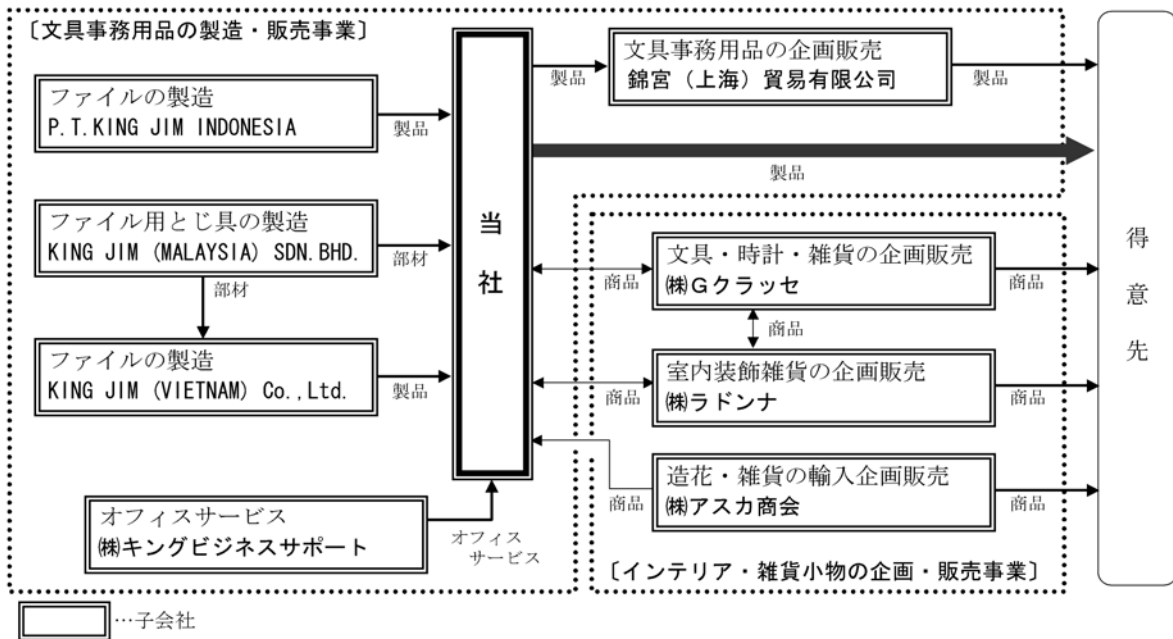 〔文具事務用品の製造・販売事業〕
ファイルの製造
P.T.KING JIM INDONESIA
製品
ファイル用とじ具の製造
KING JIM (MALAYSIA) SDN.BHD.
部材
部材
ファイルの製造
KING JIM (VIETNAM) Co.,Ltd.
製品
オフィスサービス
㈱キングビジネスサポート
オフィス
サービス
当社
文具事務用品の企画販売
錦宮（上海）貿易有限公司
製品
製品
製品
文具・時計・雑貨の企画販売
㈱Ｇクラッセ
商品
商品
商品
室内装飾雑貨の企画販売
㈱ラドンナ
商品
商品
造花・雑貨の輸入企画販売
㈱アスカ商会
商品
商品
〔インテリア・雑貨小物の企画・販売事業〕
得意先
…子会社